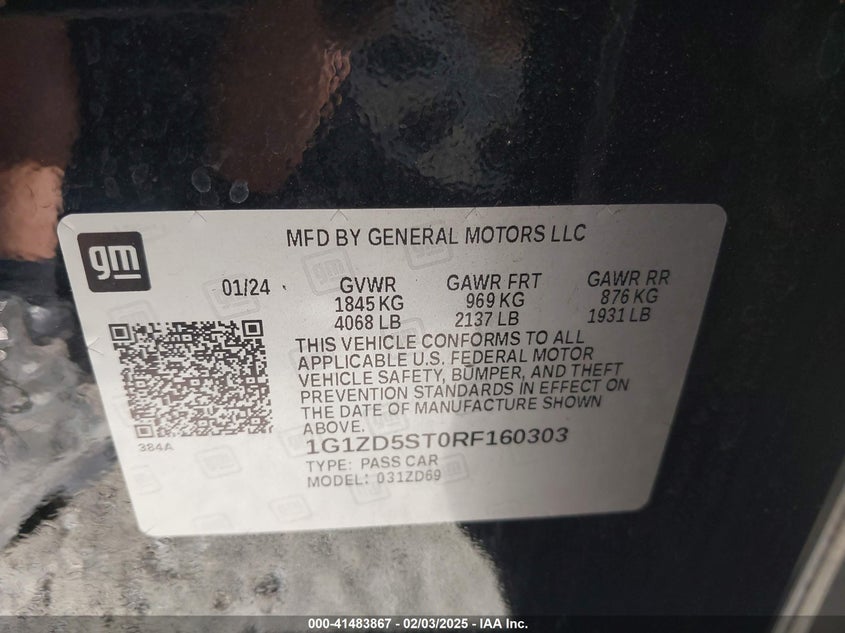 gm
MFD BY GENERAL MOTORS LLC
01/24 GVWR GAWR FRT GAWR RR
1845 KG 969 KG 876 KG
4068 LB 2137 LB 1931 LB
THIS VEHICLE CONFORMS TO ALL
APPLICABLE U.S. FEDERAL MOTOR
VEHICLE SAFETY, BUMPER, AND THEFT
PREVENTION STANDARDS IN EFFECT ON
THE DATE OF MANUFACTURE SHOWN
ABOVE.
384A
1G1ZD5ST0RF160303
TYPE: PASS CAR
MODEL: 031ZD69
000-41483867 - 02/03/2025 - IAA Inc.